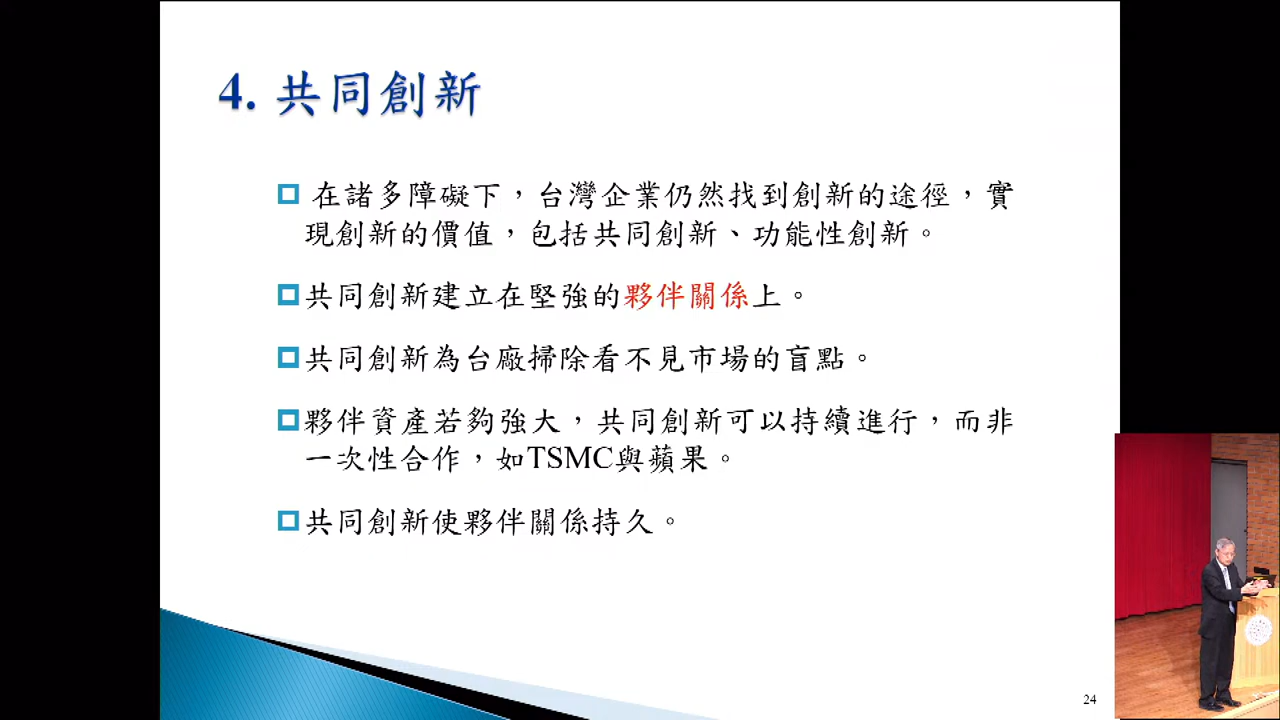 4. 共同創新
在諸多障礙下，台灣企業仍然找到創新的途徑，實
現創新的價值，包括共同創新、功能性創新。
共同創新建立在堅強的夥伴關係上。
共同創新為台廠掃除看不見市場的盲點。
夥伴資產若夠強大，共同創新可以持續進行，而非
一次性合作，如TSMC與蘋果。
共同創新使夥伴關係持久。
24